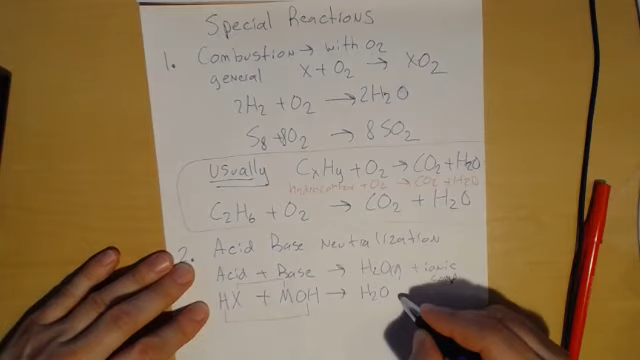 Special Reactions
1. Combustion → with O2
general X + O2 → XO2
2H2 + O2 → 2H2O
S8 + 8O2 → 8SO2
Usually CxHy + O2 → CO2 + H2O
hydrocarbon + O2 → CO2 + H2O
C2H6 + O2 → CO2 + H2O
2. Acid Base Neutralization
Acid + Base → H2O(l) + ionic
HX + MOH → H2O